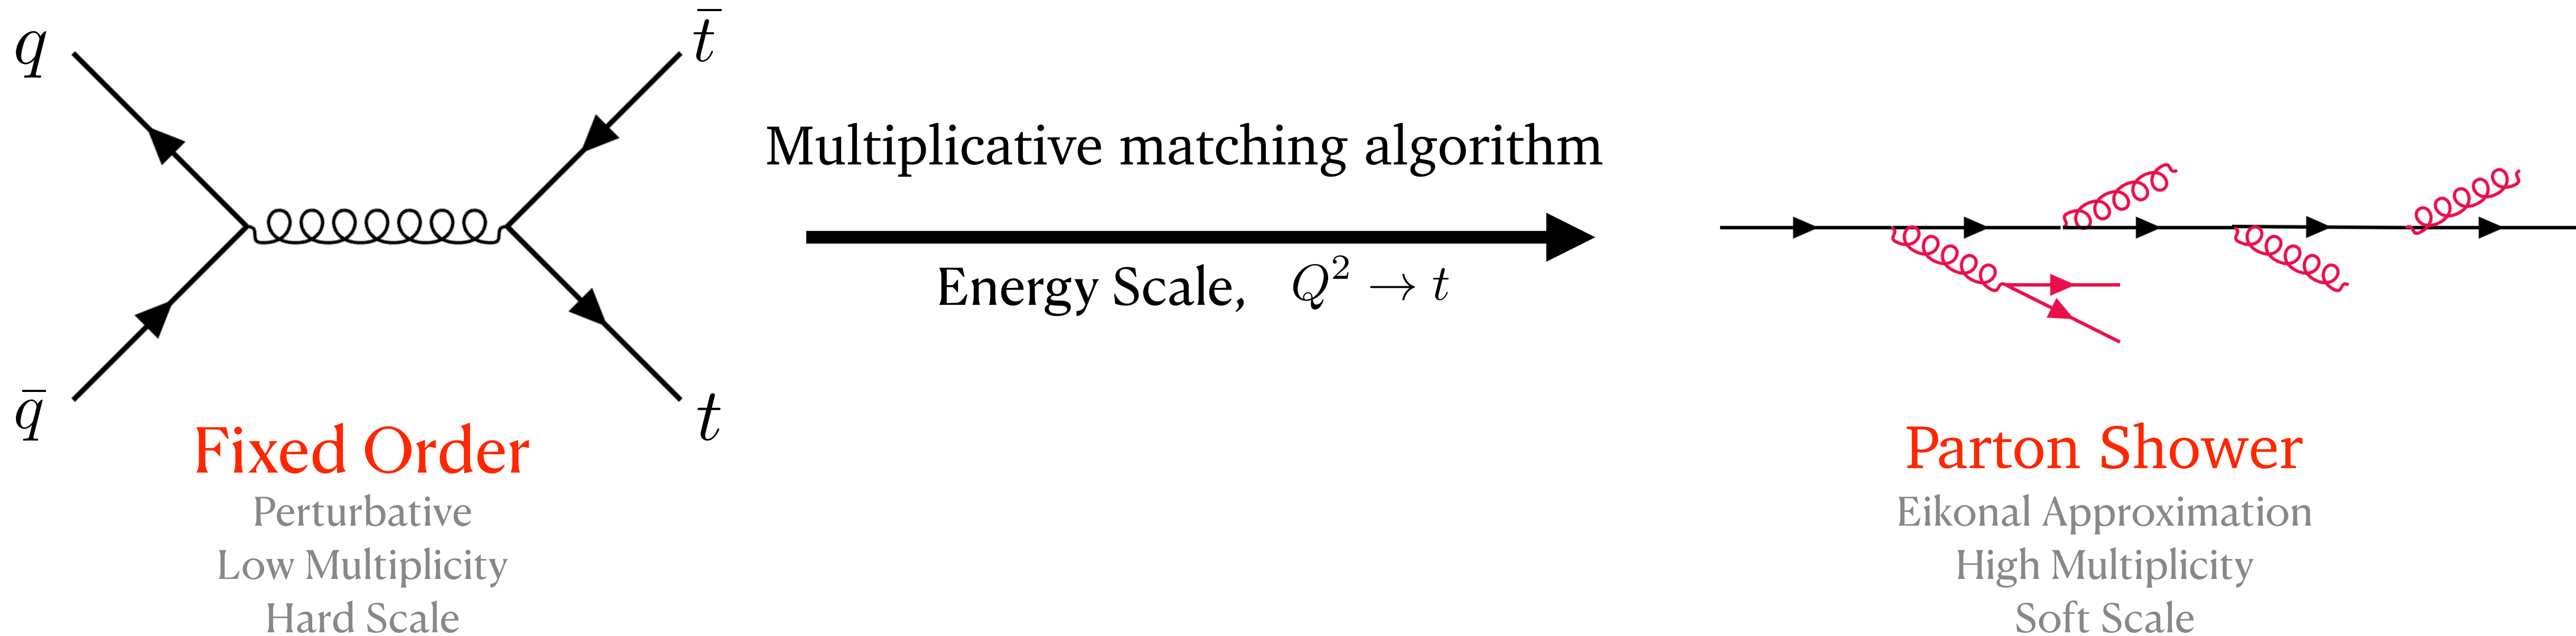 q
t̄
q̄
t
Multiplicative matching algorithm
Energy Scale, Q² → t
Fixed Order
Perturbative
Low Multiplicity
Hard Scale
Parton Shower
Eikonal Approximation
High Multiplicity
Soft Scale